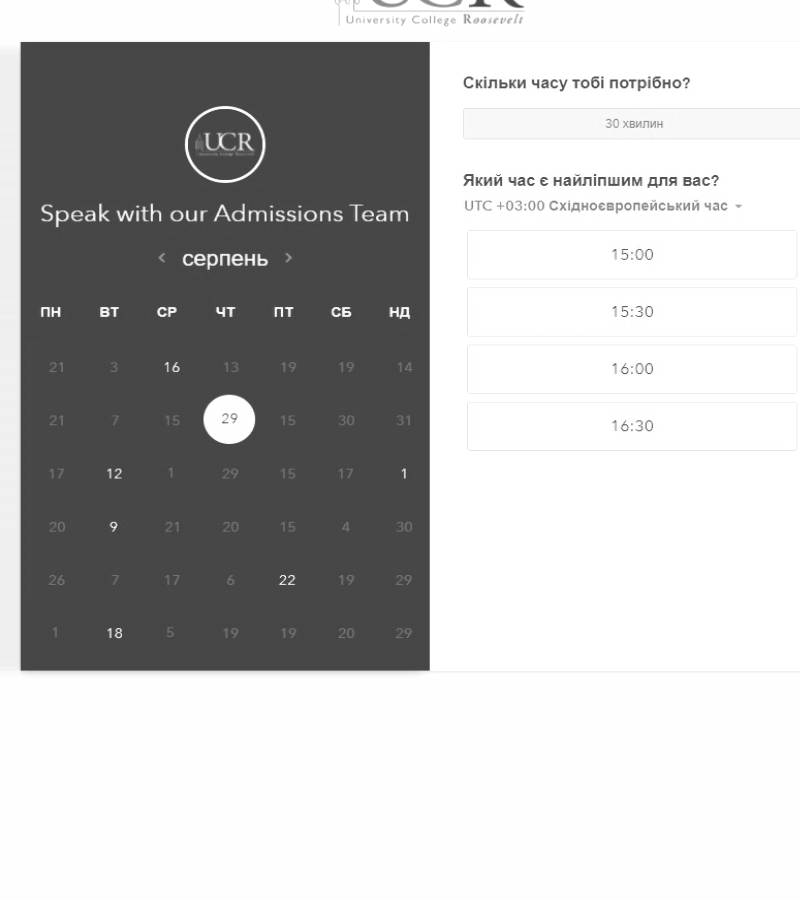 UCR
University College Roosevelt
UCR
Speak with our Admissions Team
серпень
ПН ВТ СР ЧТ ПТ СБ НД
21 3 16 13 19 19 14
21 7 15 29 15 30 31
17 12 1 29 15 17 1
20 9 21 20 15 4 30
26 7 17 6 22 19 29
1 18 5 19 19 20 29
Скільки часу тобі потрібно?
30 хвилин
Який час є найліпшим для вас?
UTC +03:00 Східноєвропейський час
15:00
15:30
16:00
16:30